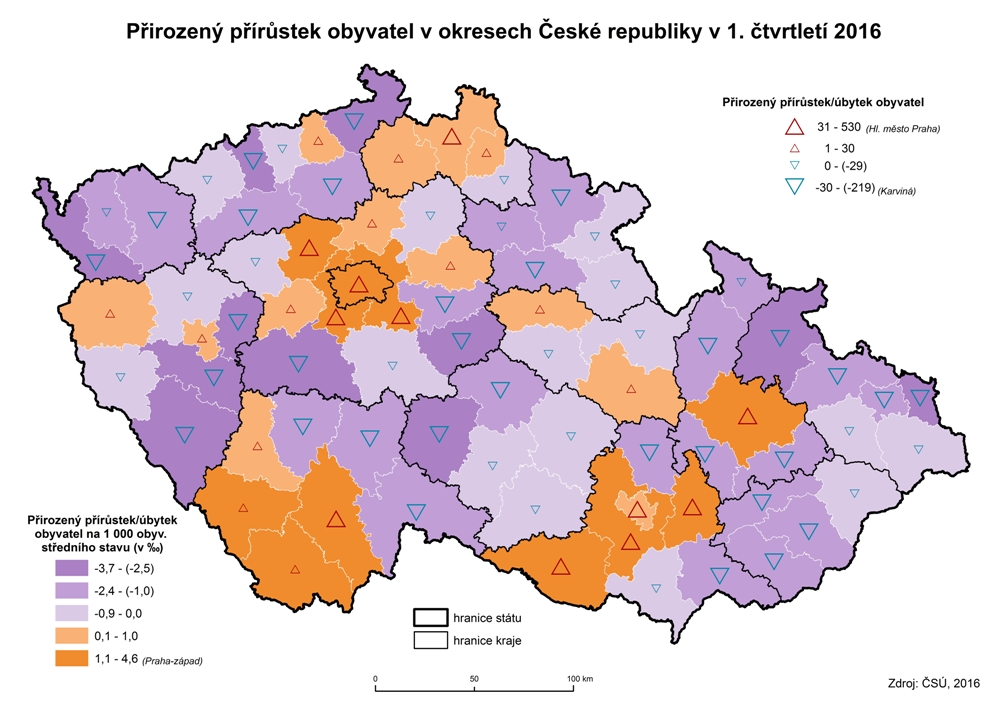 Přirozený přírůstek obyvatel v okresech České republiky v 1. čtvrtletí 2016
Přirozený přírůstek/úbytek obyvatel
31 - 530 (Hl. město Praha)
1 - 30
0 - (-29)
-30 - (-219) (Karviná)
Přirozený přírůstek/úbytek
obyvatel na 1 000 obyv.
středního stavu (v ‰)
-3,7 - (-2,5)
-2,4 - (-1,0)
-0,9 - 0,0
0,1 - 1,0
1,1 - 4,6 (Praha-západ)
hranice státu
hranice kraje
0 50 100 km
Zdroj: ČSÚ, 2016